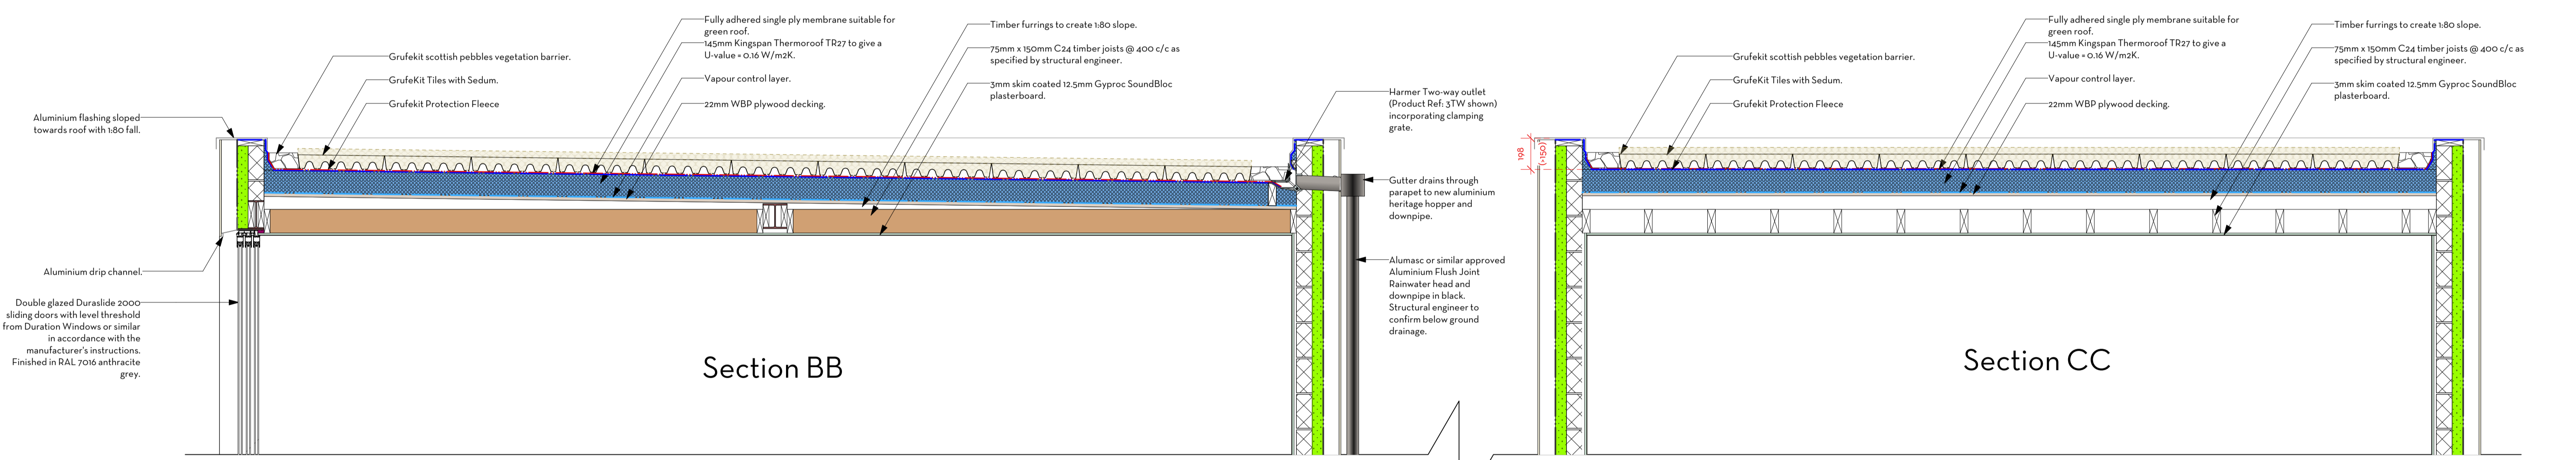 Aluminium flashing sloped
towards roof with 1:80 fall.
Aluminium drip channel.
Double glazed Duraslide 2000
sliding doors with level threshold
from Duration Windows or similar
in accordance with the
manufacturer's instructions.
Finished in RAL 7016 anthracite
grey.
Grufekit scottish pebbles vegetation barrier.
GrufeKit Tiles with Sedum.
Grufekit Protection Fleece
Fully adhered single ply membrane suitable for
green roof.
145mm Kingspan Thermoroof TR27 to give a
U-value = 0.16 W/m2K.
Vapour control layer.
22mm WBP plywood decking.
Timber furrings to create 1:80 slope.
75mm x 150mm C24 timber joists @ 400 c/c as
specified by structural engineer.
3mm skim coated 12.5mm Gyproc SoundBloc
plasterboard.
Harmer Two-way outlet
(Product Ref: 3TW shown)
incorporating clamping
grate.
Gutter drains through
parapet to new aluminium
heritage hopper and
downpipe.
Alumasc or similar approved
Aluminium Flush Joint
Rainwater head and
downpipe in black.
Structural engineer to
confirm below ground
drainage.
Section BB
198
(>150)
Grufekit scottish pebbles vegetation barrier.
GrufeKit Tiles with Sedum.
Grufekit Protection Fleece
Fully adhered single ply membrane suitable for
green roof.
145mm Kingspan Thermoroof TR27 to give a
U-value = 0.16 W/m2K.
Vapour control layer.
22mm WBP plywood decking.
Timber furrings to create 1:80 slope.
75mm x 150mm C24 timber joists @ 400 c/c as
specified by structural engineer.
3mm skim coated 12.5mm Gyproc SoundBloc
plasterboard.
Section CC